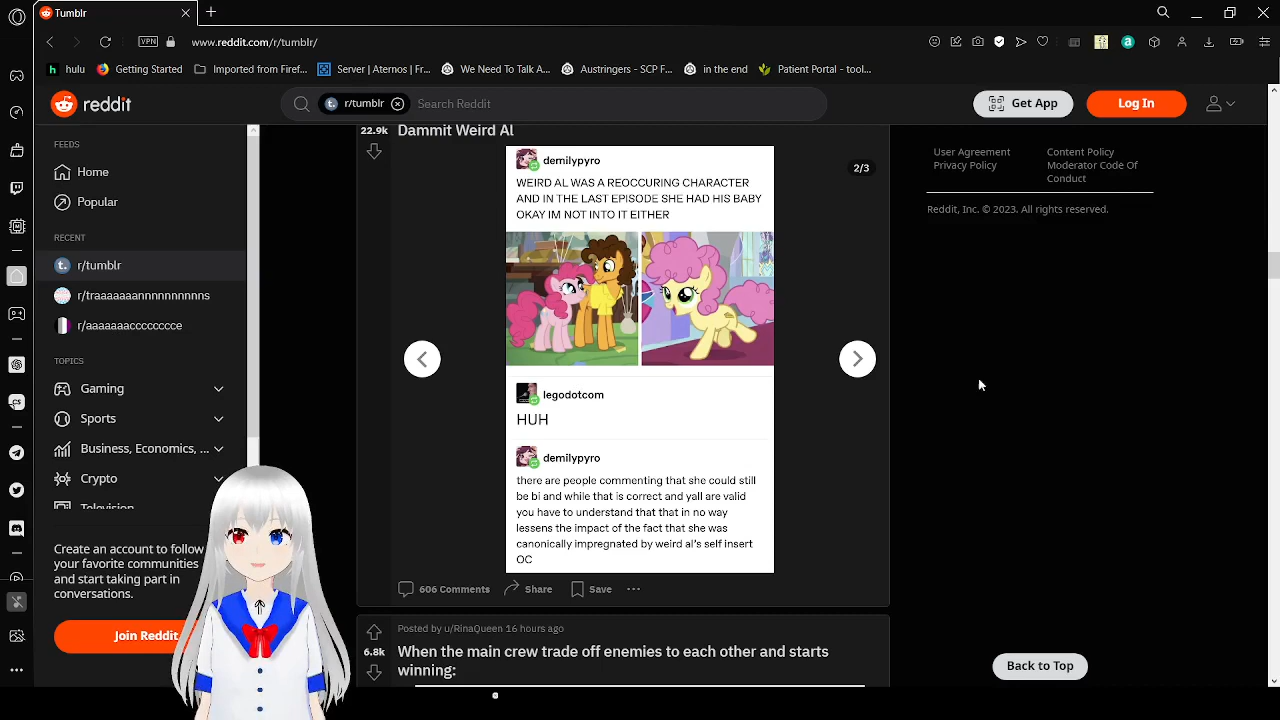 Tumblr
VPN
www.reddit.com/r/tumblr/
hulu
Getting Started
Imported from Firef...
Server | Aternos | Fr...
We Need To Talk A...
Austringers - SCP F...
in the end
Patient Portal - tool...
reddit
r/tumblr
Search Reddit
Get App
Log In
FEEDS
Home
Popular
RECENT
r/tumblr
r/traaaaaaannnnnnnnns
r/aaaaaaacccccccce
TOPICS
Gaming
Sports
Business, Economics, ...
Crypto
Television
Create an account to follow
your favorite communities
and start taking part in
conversations.
Join Reddit
22.9k
Dammit Weird Al
2/3
demilypyro
WEIRD AL WAS A REOCCURING CHARACTER
AND IN THE LAST EPISODE SHE HAD HIS BABY
OKAY IM NOT INTO IT EITHER
legodotcom
HUH
demilypyro
there are people commenting that she could still
be bi and while that is correct and yall are valid
you have to understand that that in no way
lessens the impact of the fact that she was
canonically impregnated by weird al's self insert
OC
606 Comments
Share
Save
Posted by u/RinaQueen 16 hours ago
6.8k
When the main crew trade off enemies to each other and starts
winning:
User Agreement
Privacy Policy
Content Policy
Moderator Code Of
Conduct
Reddit, Inc. © 2023. All rights reserved.
Back to Top